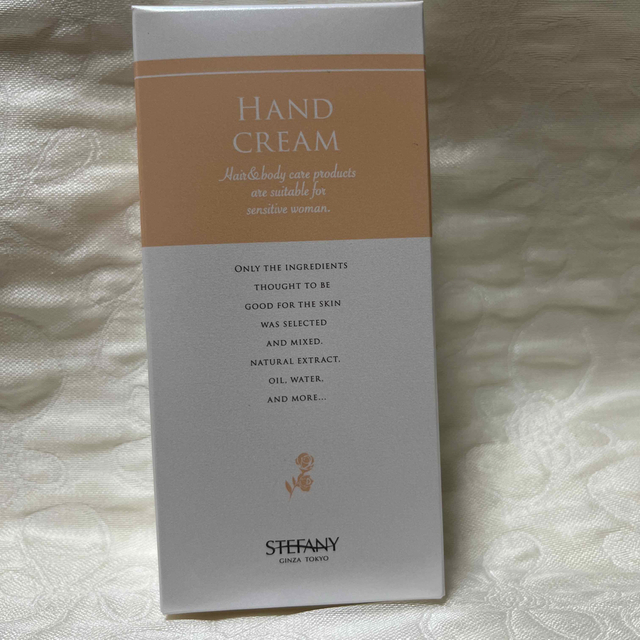 HAND
CREAM
Hair&body care products
are suitable for
sensitive woman.
ONLY THE INGREDIENTS
THOUGHT TO BE
GOOD FOR THE SKIN
WAS SELECTED
AND MIXED.
NATURAL EXTRACT,
OIL, WATER,
AND MORE...
STEFANY
GINZA TOKYO